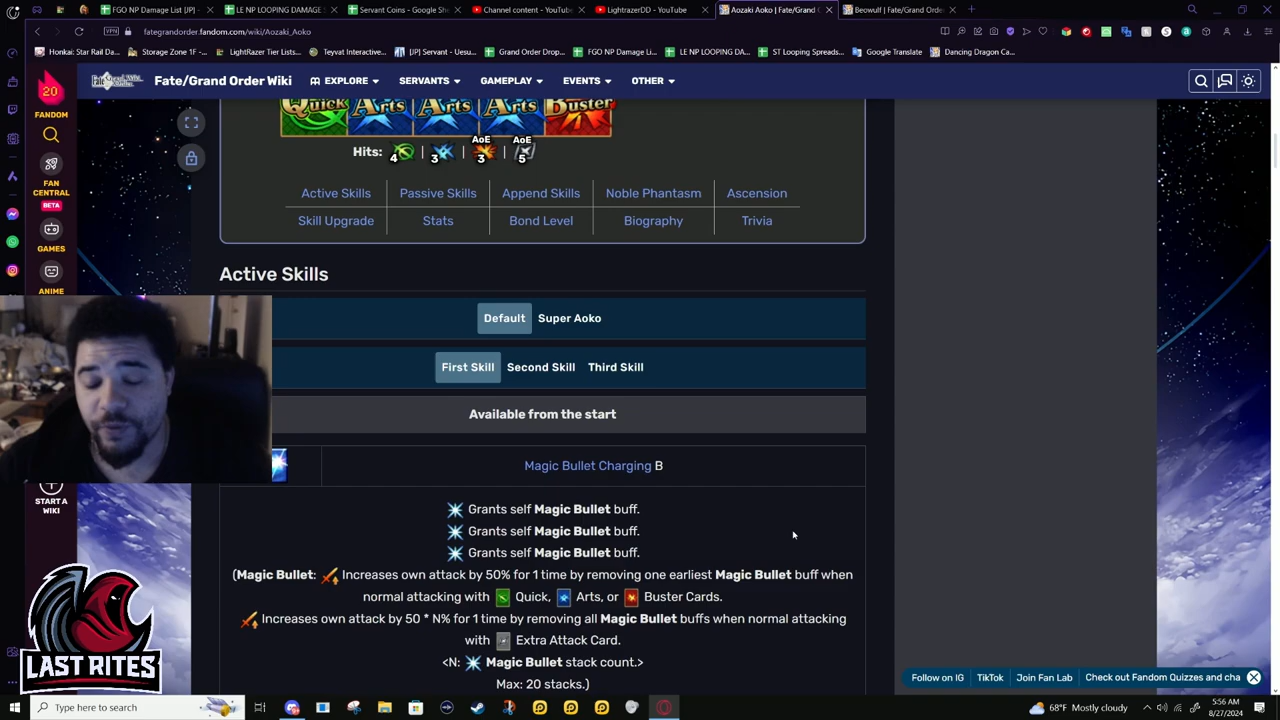 FGO NP Damage List [JP] - 
LE NP LOOPING DAMAGE
Servant Coins - Google She
Channel content - YouTube
LightrazerDD - YouTube
Aozaki Aoko | Fate/Grand O
Beowulf | Fate/Grand Orde
VPN
fategrandorder.fandom.com/wiki/Aozaki_Aoko
Honkai: Star Rail Da...
Storage Zone 1F -...
LightRazer Tier Lists...
Teyvat Interactive...
[JP] Servant - Uesu...
Grand Order Drop...
FGO NP Damage Li...
LE NP LOOPING DA...
ST Looping Spreads...
Google Translate
Dancing Dragon Ca...
20
FANDOM
FAN CENTRAL
BETA
GAMES
ANIME
START A WIKI
Fate/Grand Order Wiki
EXPLORE
SERVANTS
GAMEPLAY
EVENTS
OTHER
Quick Arts Arts Arts Buster
Hits: 4 | 3 | AoE 3 | AoE 5
Active Skills
Passive Skills
Append Skills
Noble Phantasm
Ascension
Skill Upgrade
Stats
Bond Level
Biography
Trivia
Active Skills
Default
Super Aoko
First Skill
Second Skill
Third Skill
Available from the start
Magic Bullet Charging B
Grants self Magic Bullet buff.
Grants self Magic Bullet buff.
Grants self Magic Bullet buff.
(Magic Bullet: Increases own attack by 50% for 1 time by removing one earliest Magic Bullet buff when
normal attacking with Quick, Arts, or Buster Cards.
Increases own attack by 50 * N% for 1 time by removing all Magic Bullet buffs when normal attacking
with Extra Attack Card.
<N: Magic Bullet stack count.>
Max: 20 stacks.)
LAST RITES
Follow on IG
TikTok
Join Fan Lab
Check out Fandom Quizzes and cha
Type here to search
68°F Mostly cloudy
5:56 AM
8/27/2024